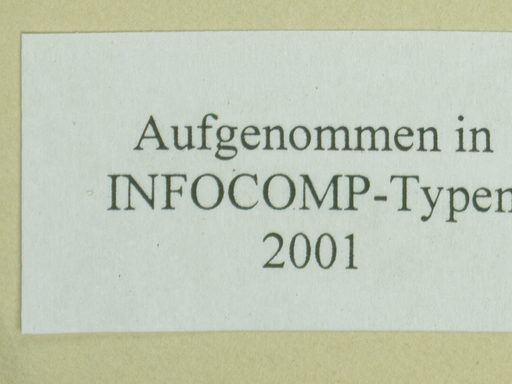 Aufgenommen in
INFOCOMP-Typen
2001